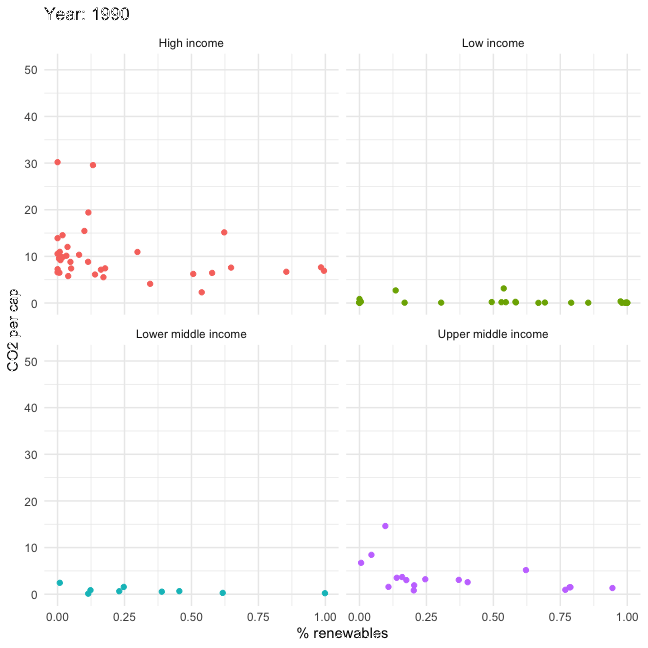 Year: 1990
High income
Low income
50
40
30
20
10
0
CO2 per cap
Lower middle income
Upper middle income
50
40
30
20
10
0
0.00 0.25 0.50 0.75 1.00 0.00 0.25 0.50 0.75 1.00
% renewables